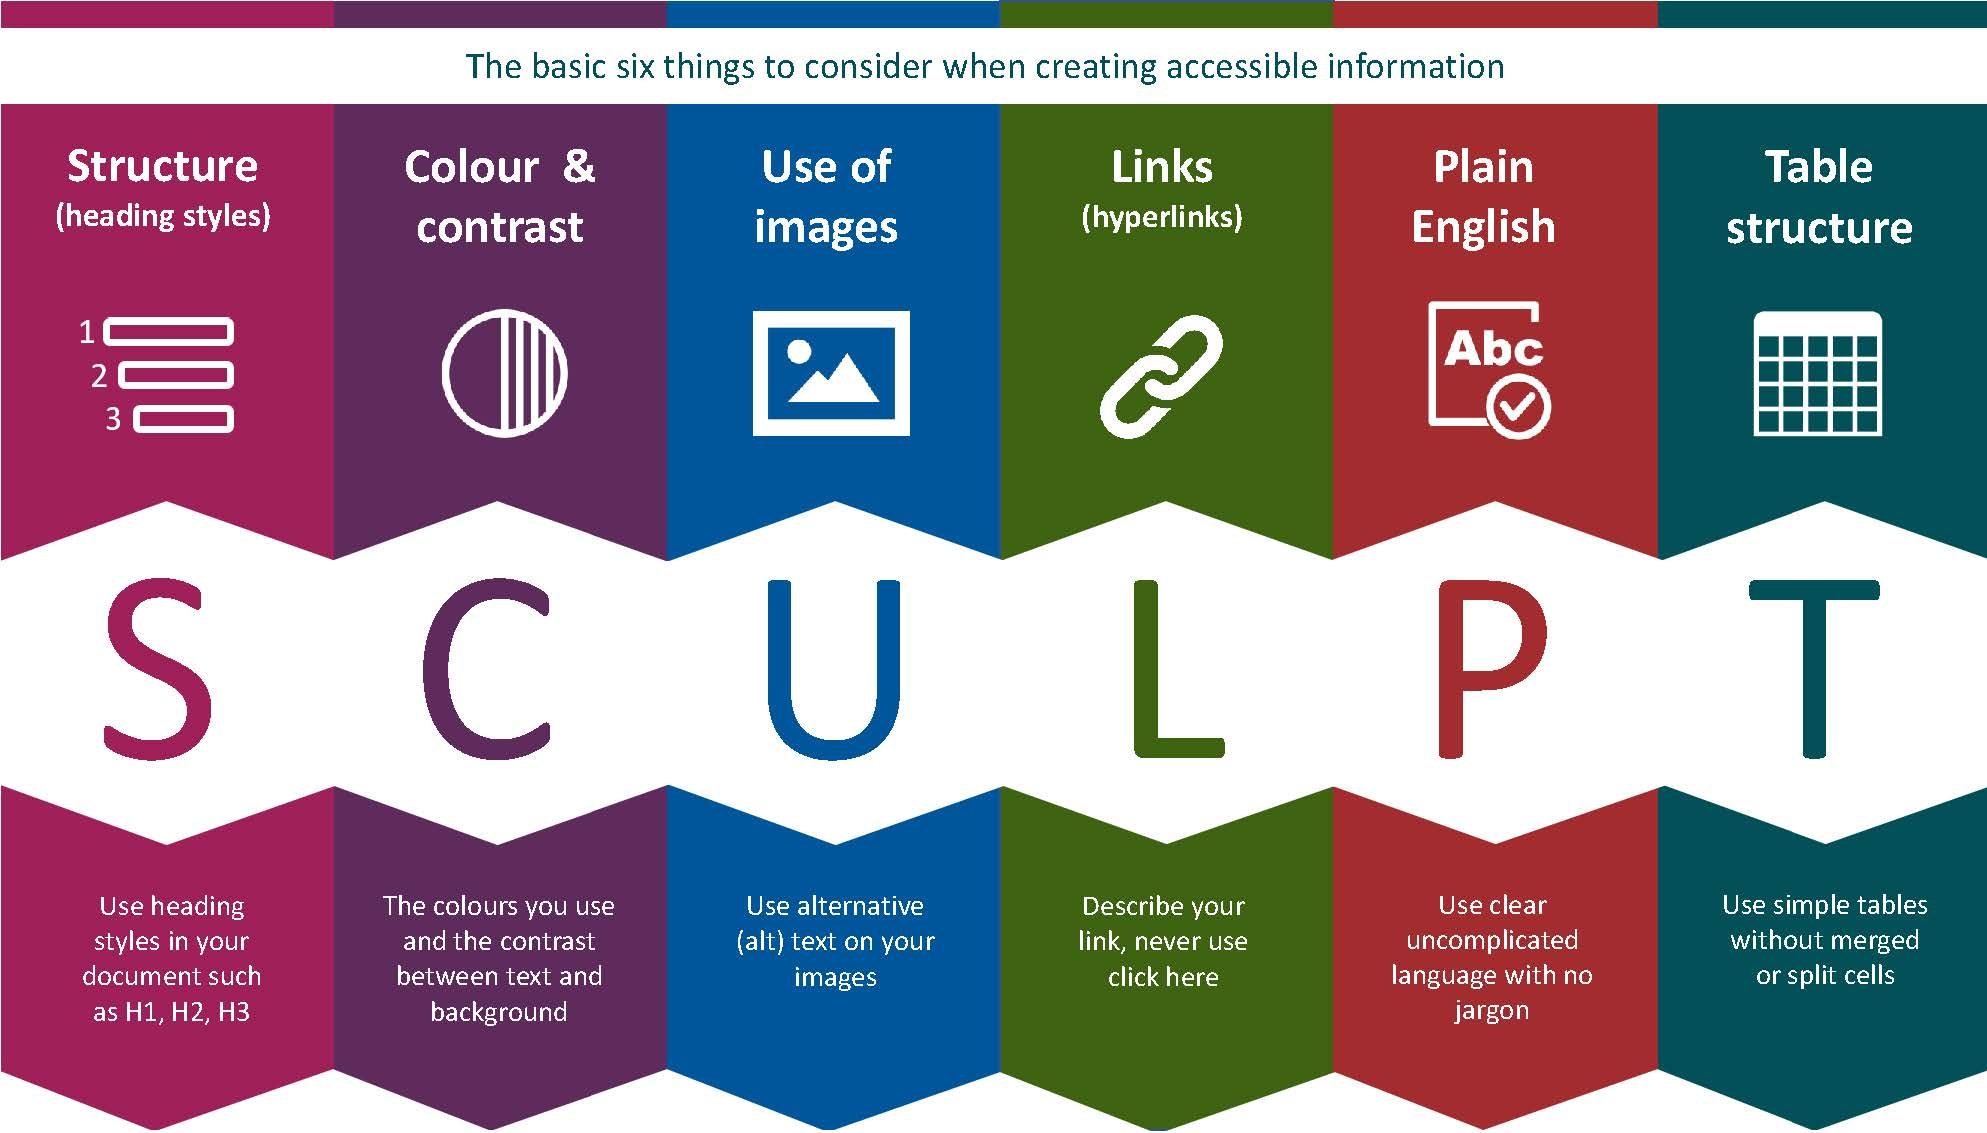 The basic six things to consider when creating accessible information
Structure
(heading styles)
Colour &
contrast
Use of
images
Links
(hyperlinks)
Plain
English
Table
structure
1
2
3
Abc
S
C
U
L
P
T
Use heading
styles in your
document such
as H1, H2, H3
The colours you use
and the contrast
between text and
background
Use alternative
(alt) text on your
images
Describe your
link, never use
click here
Use clear
uncomplicated
language with no
jargon
Use simple tables
without merged
or split cells